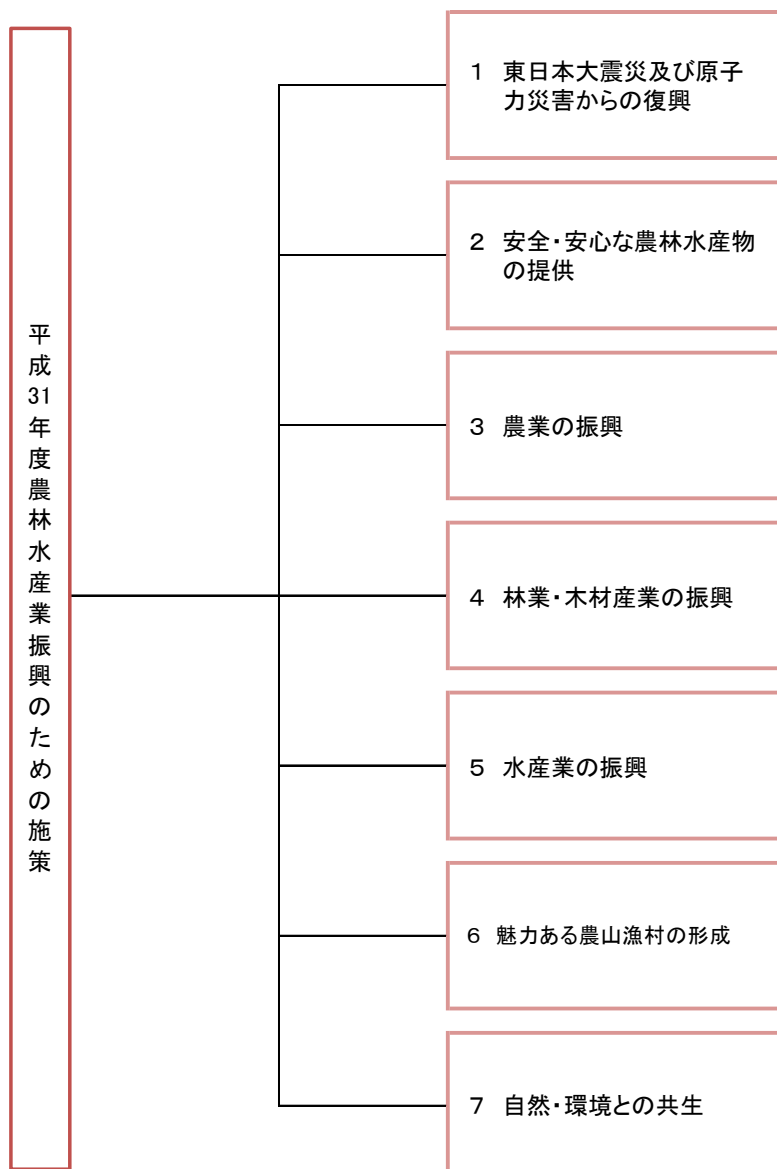 平成31年度農林水産業振興のための施策
1 東日本大震災及び原子
力災害からの復興
2 安全・安心な農林水産物
の提供
3 農業の振興
4 林業・木材産業の振興
5 水産業の振興
6 魅力ある農山漁村の形成
7 自然・環境との共生